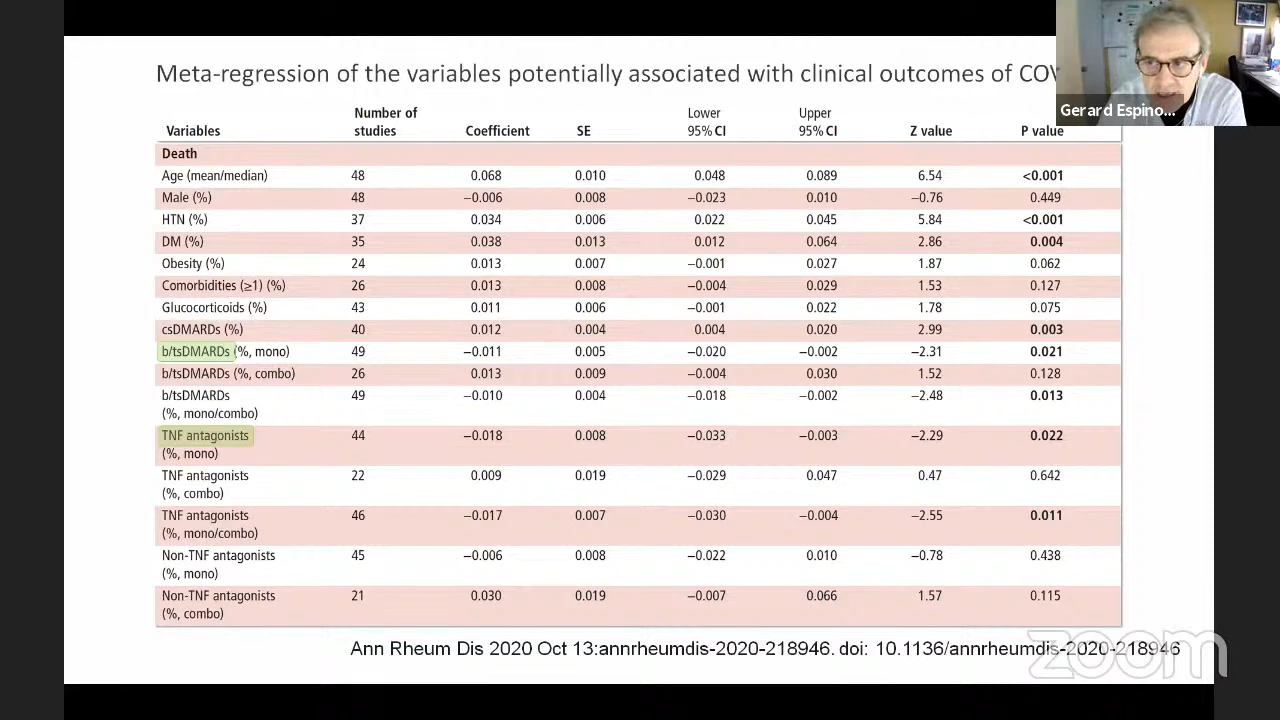 Meta-regression of the variables potentially associated with clinical outcomes of COV
Gerard Espino...
Variables Number of studies Coefficient SE Lower 95% CI Upper 95% CI Z value P value
Death
Age (mean/median) 48 0.068 0.010 0.048 0.089 6.54 <0.001
Male (%) 48 −0.006 0.008 −0.023 0.010 −0.76 0.449
HTN (%) 37 0.034 0.006 0.022 0.045 5.84 <0.001
DM (%) 35 0.038 0.013 0.012 0.064 2.86 0.004
Obesity (%) 24 0.013 0.007 −0.001 0.027 1.87 0.062
Comorbidities (≥1) (%) 26 0.013 0.008 −0.004 0.029 1.53 0.127
Glucocorticoids (%) 43 0.011 0.006 −0.001 0.022 1.78 0.075
csDMARDs (%) 40 0.012 0.004 0.004 0.020 2.99 0.003
b/tsDMARDs (%, mono) 49 −0.011 0.005 −0.020 −0.002 −2.31 0.021
b/tsDMARDs (%, combo) 26 0.013 0.009 −0.004 0.030 1.52 0.128
b/tsDMARDs 49 −0.010 0.004 −0.018 −0.002 −2.48 0.013
(%, mono/combo)
TNF antagonists 44 −0.018 0.008 −0.033 −0.003 −2.29 0.022
(%, mono)
TNF antagonists 22 0.009 0.019 −0.029 0.047 0.47 0.642
(%, combo)
TNF antagonists 46 −0.017 0.007 −0.030 −0.004 −2.55 0.011
(%, mono/combo)
Non-TNF antagonists 45 −0.006 0.008 −0.022 0.010 −0.78 0.438
(%, mono)
Non-TNF antagonists 21 0.030 0.019 −0.007 0.066 1.57 0.115
(%, combo)
Ann Rheum Dis 2020 Oct 13:annrheumdis-2020-218946. doi: 10.1136/annrheumdis-2020-218946
zoom